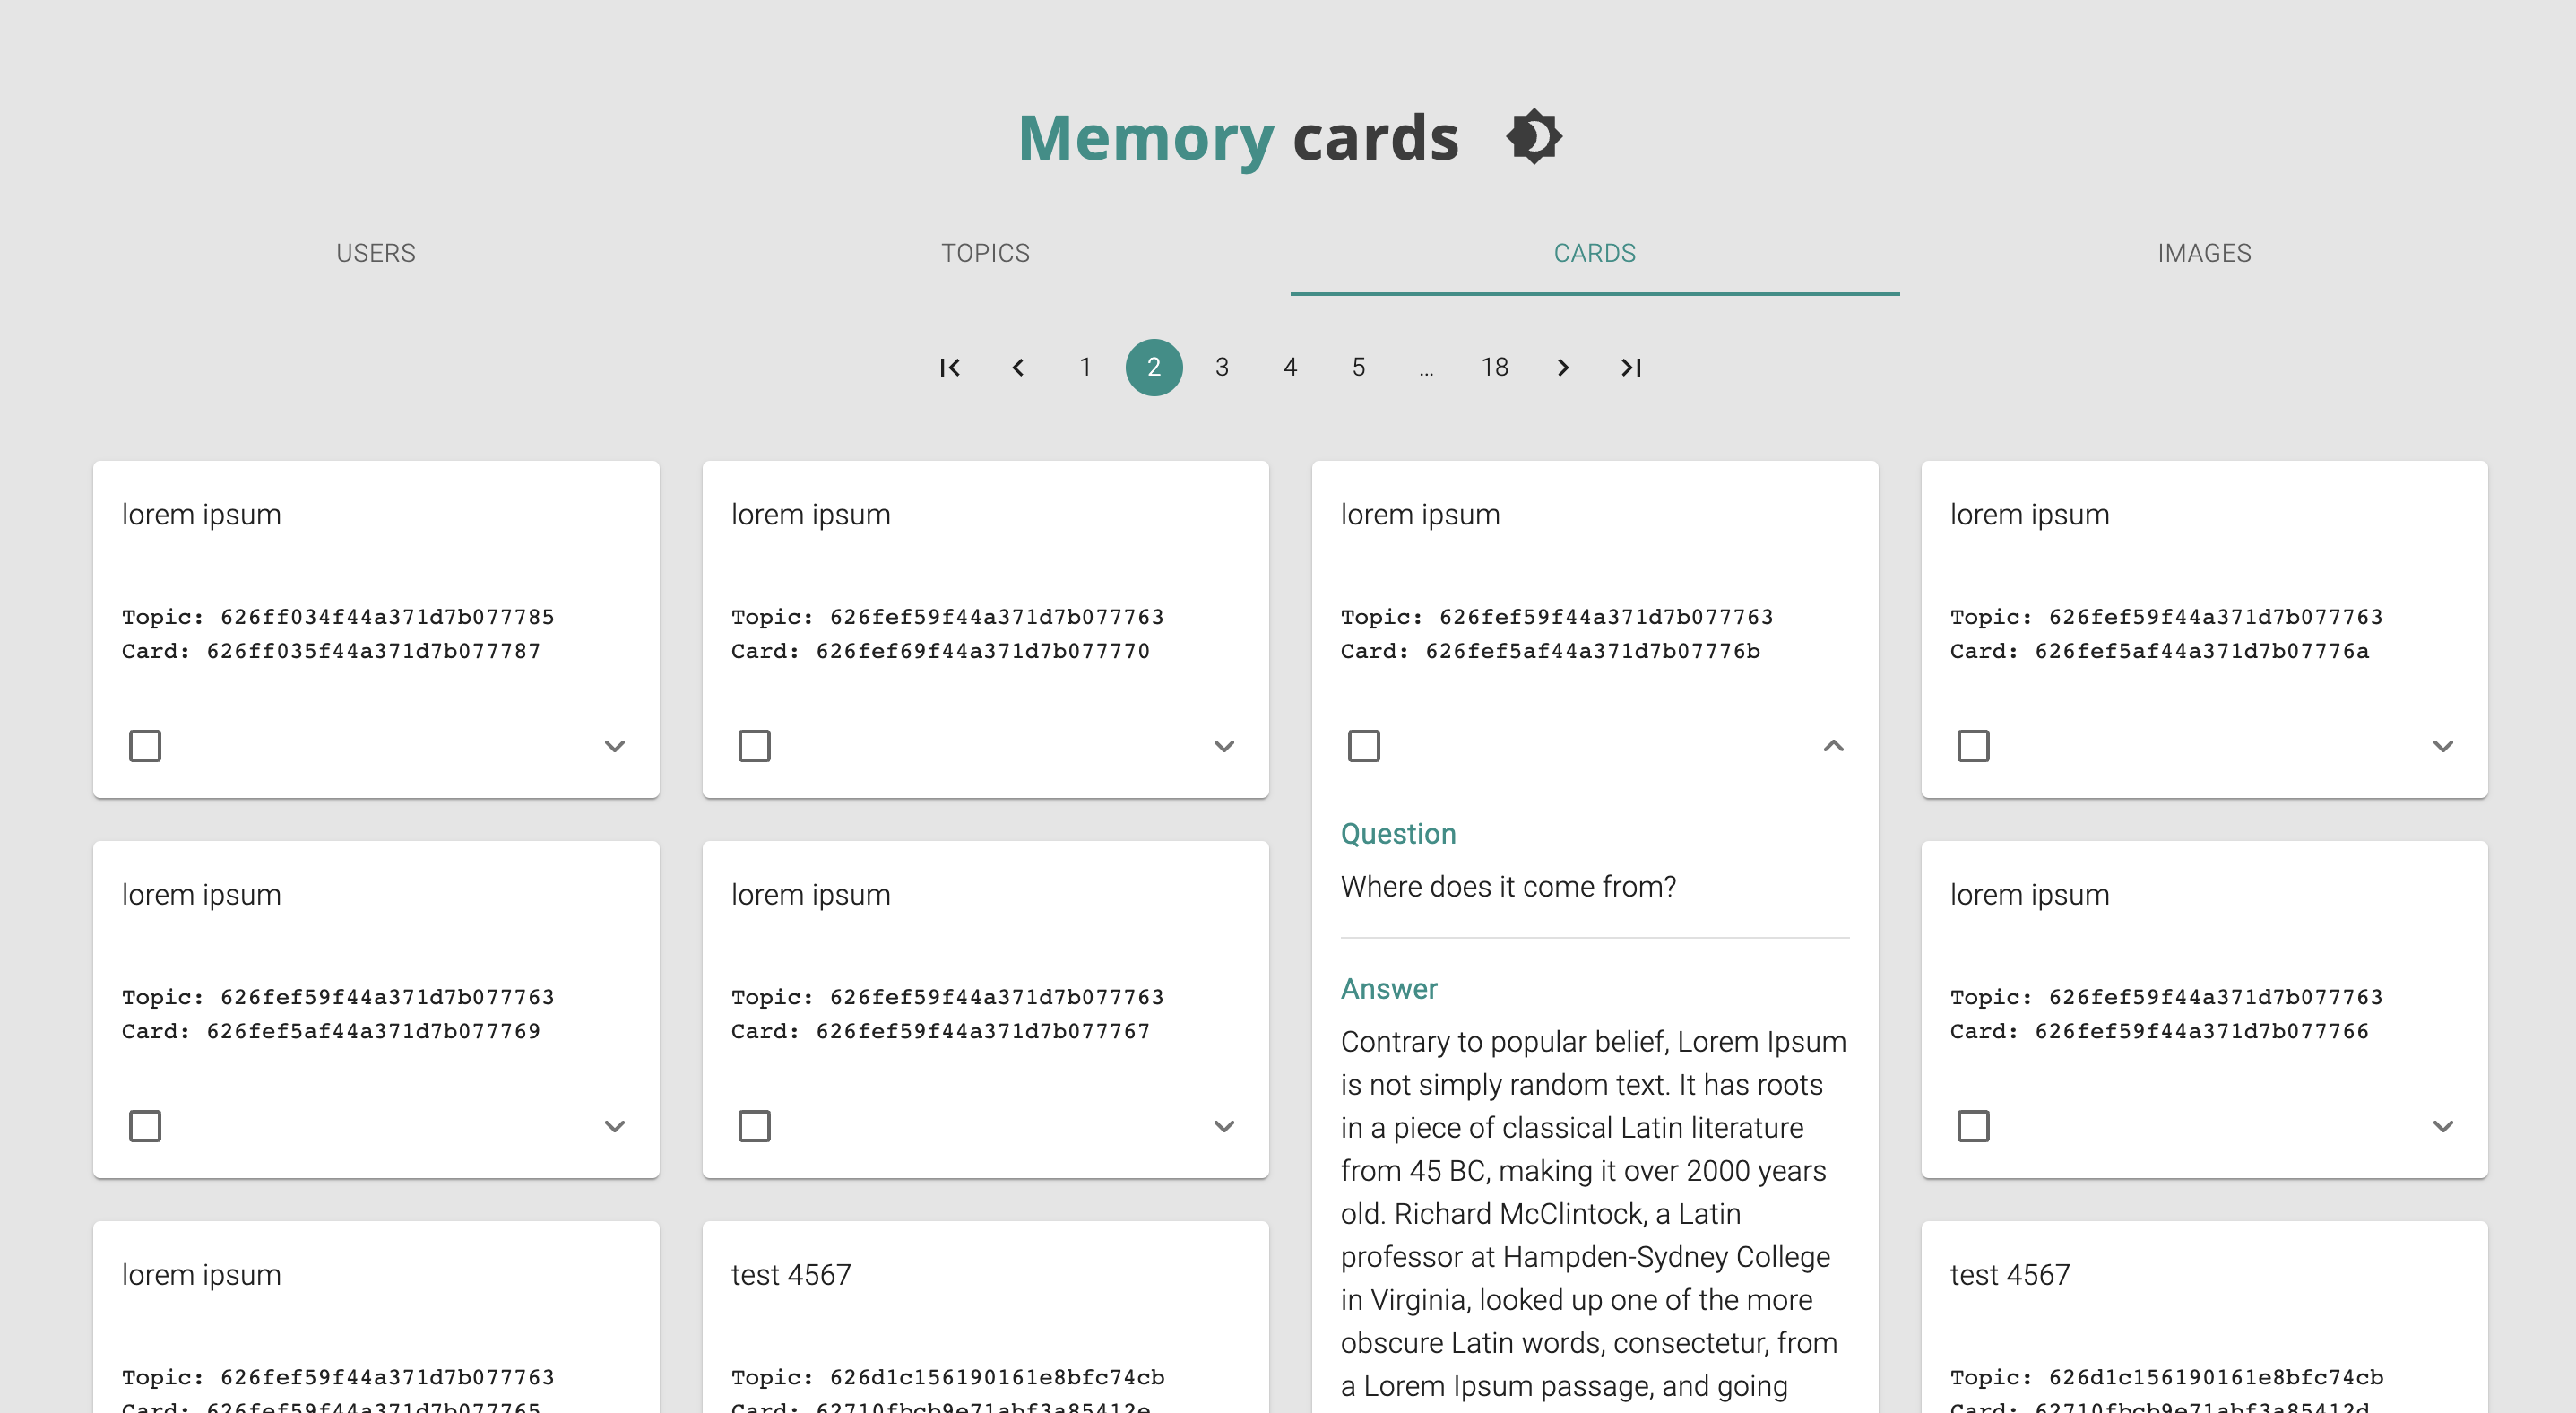 Memory cards
USERS
TOPICS
CARDS
IMAGES
1 2 3 4 5 ... 18
lorem ipsum
Topic: 626ff034f44a371d7b077785
Card: 626ff035f44a371d7b077787
lorem ipsum
Topic: 626fef59f44a371d7b077763
Card: 626fef69f44a371d7b077770
lorem ipsum
Topic: 626fef59f44a371d7b077763
Card: 626fef5af44a371d7b07776b
Question
Where does it come from?
Answer
Contrary to popular belief, Lorem Ipsum
is not simply random text. It has roots
in a piece of classical Latin literature
from 45 BC, making it over 2000 years
old. Richard McClintock, a Latin
professor at Hampden-Sydney College
in Virginia, looked up one of the more
obscure Latin words, consectetur, from
a Lorem Ipsum passage, and going
lorem ipsum
Topic: 626fef59f44a371d7b077763
Card: 626fef5af44a371d7b07776a
lorem ipsum
Topic: 626fef59f44a371d7b077763
Card: 626fef5af44a371d7b077769
lorem ipsum
Topic: 626fef59f44a371d7b077763
Card: 626fef59f44a371d7b077767
lorem ipsum
Topic: 626fef59f44a371d7b077763
Card: 626fef59f44a371d7b077766
lorem ipsum
Topic: 626fef59f44a371d7b077763
Card: 626fef59f44a371d7b077765
test 4567
Topic: 626d1c156190161e8bfc74cb
Card: 62710fbcb9e71abf3a85412e
test 4567
Topic: 626d1c156190161e8bfc74cb
Card: 62710fbcb9e71abf3a85412d